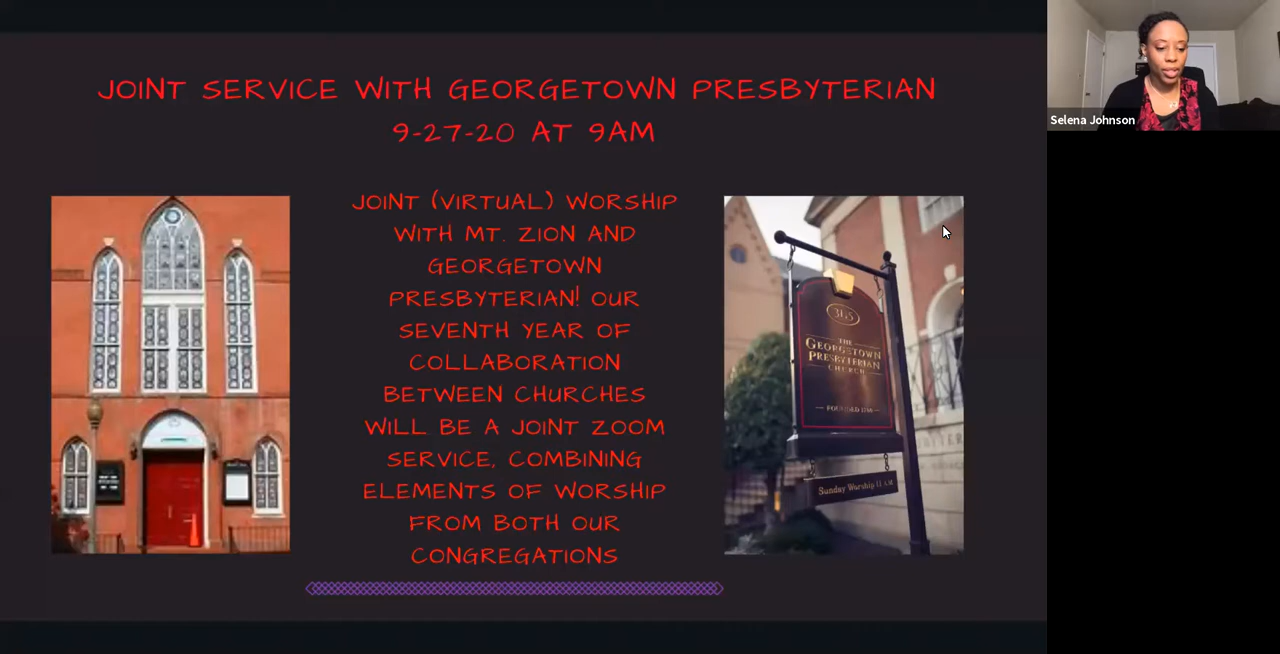 JOINT SERVICE WITH GEORGETOWN PRESBYTERIAN
9-27-20 AT 9AM
JOINT (VIRTUAL) WORSHIP
WITH MT. ZION AND
GEORGETOWN
PRESBYTERIAN! OUR
SEVENTH YEAR OF
COLLABORATION
BETWEEN CHURCHES
WILL BE A JOINT ZOOM
SERVICE, COMBINING
ELEMENTS OF WORSHIP
FROM BOTH OUR
CONGREGATIONS
365
THE
GEORGETOWN
PRESBYTERIAN
CHURCH
FOUNDED
Sunday Worship 11 A.M.
Selena Johnson